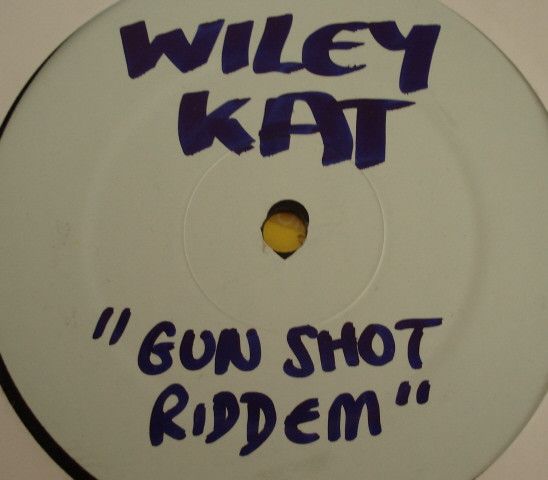 WILEY
KAT
"GUN SHOT
RIDDEM"